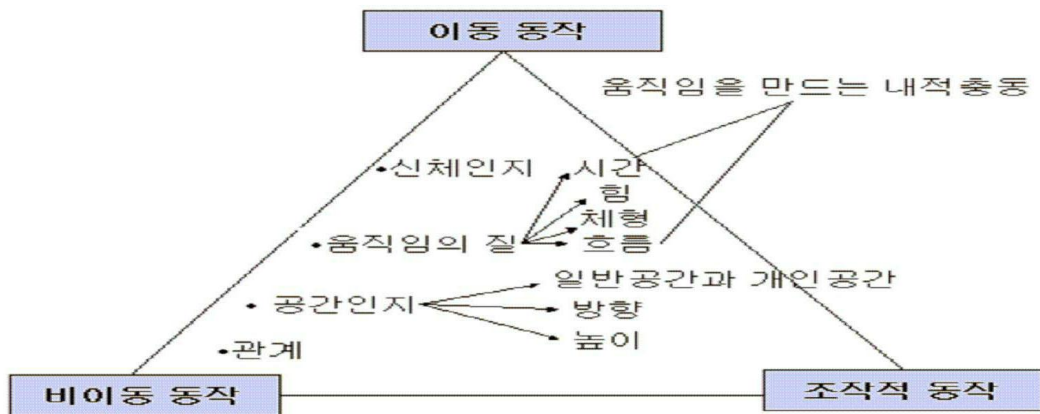 이동 동작
움직임을 만드는 내적충동
•신체인지
시간
힘
체형
•움직임의 질
흐름
일반공간과 개인공간
• 공간인지
방향
높이
•관계
비이동 동작
조작적 동작